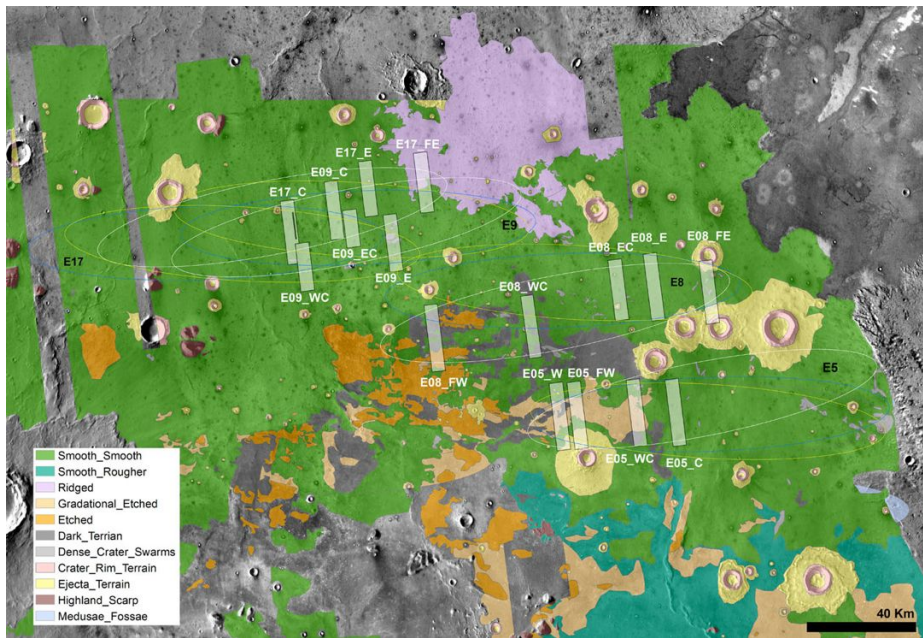 E17_E
E17_FE
E09_C
E17_C
E9
E17
E09_EC
E09_E
E09_WC
E08_EC
E08_E
E08_FE
E8
E08_WC
E08_FW
E05_W
E05_FW
E5
E05_WC
E05_C
Smooth_Smooth
Smooth_Rougher
Ridged
Gradational_Etched
Etched
Dark_Terrian
Dense_Crater_Swarms
Crater_Rim_Terrain
Ejecta_Terrain
Highland_Scarp
Medusae_Fossae
40 Km